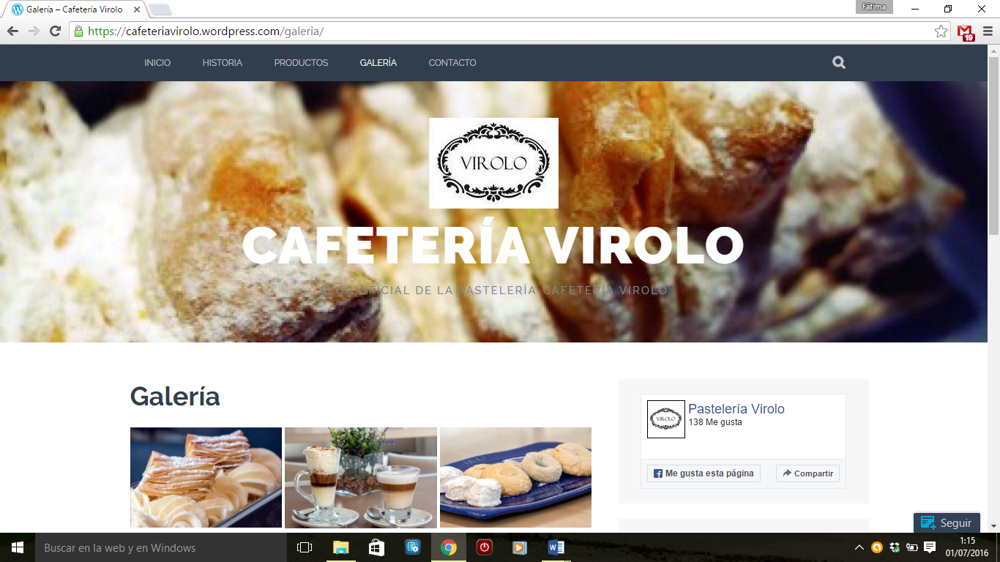 Galería – Cafetería Virolo
Fátima
https://cafeteriavirolo.wordpress.com/galeria/
19
INICIO HISTORIA PRODUCTOS GALERÍA CONTACTO
VIROLO
CAFETERÍA VIROLO
BLOG OFICIAL DE LA PASTELERÍA-CAFETERÍA VIROLO
Galería
VIROLO
Pastelería Virolo
138 Me gusta
Me gusta esta página
Compartir
Seguir
Buscar en la web y en Windows
1:15
01/07/2016